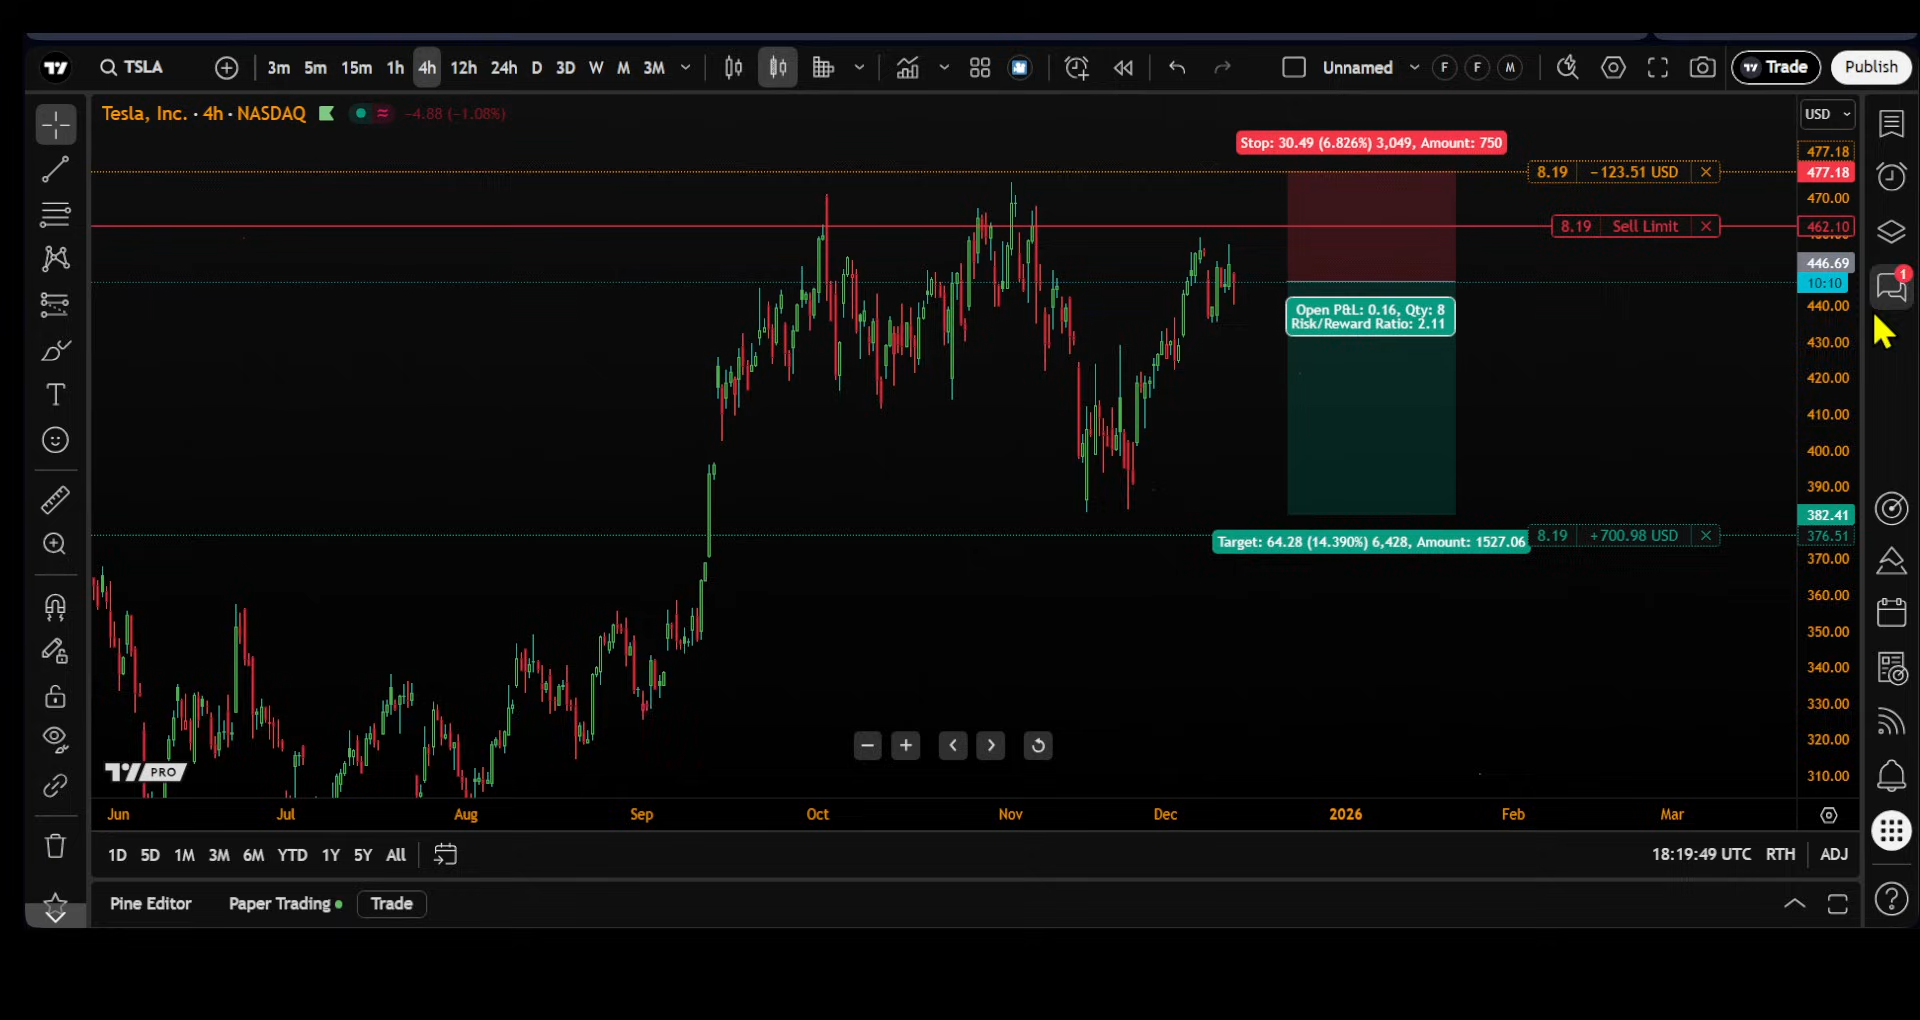 TSLA
3m 5m 15m 1h 4h 12h 24h D 3D W M 3M
Unnamed
F F M
Trade
Publish
Tesla, Inc. · 4h · NASDAQ
−4.88 (−1.08%)
USD
Stop: 30.49 (6.826%) 3,049, Amount: 750
477.18
8.19 −123.51 USD
477.18
470.00
8.19 Sell Limit
462.10
446.69
10:10
1
Open P&L: 0.16, Qty: 8
Risk/Reward Ratio: 2.11
440.00
430.00
420.00
410.00
400.00
390.00
382.41
Target: 64.28 (14.390%) 6,428, Amount: 1527.06
8.19 +700.98 USD
376.51
370.00
360.00
350.00
340.00
330.00
320.00
310.00
PRO
Jun Jul Aug Sep Oct Nov Dec 2026 Feb Mar
1D 5D 1M 3M 6M YTD 1Y 5Y All
18:19:49 UTC RTH ADJ
Pine Editor Paper Trading Trade